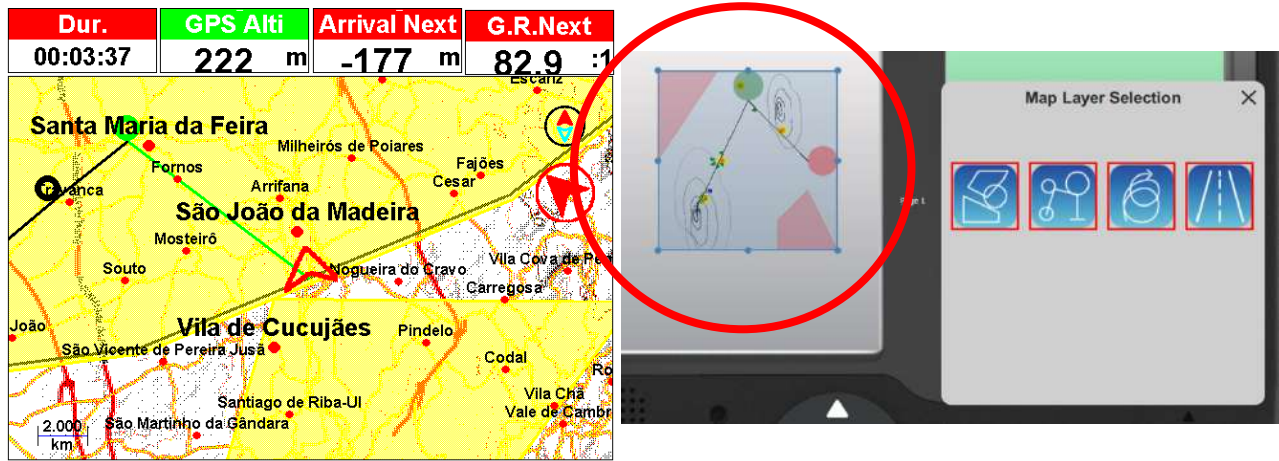 Dur. GPS Alti Arrival Next G.R.Next
00:03:37 222 m -177 m 82.9 :1
Escariz
Santa Maria da Feira
Milheirós de Poiares
Fornos
Fajões
Cesar
Travanca
Arrifana
São João da Madeira
Mosteirô
Souto
Nogueira do Cravo
Vila Cova de Per
Carregosa
João
Vila de Cucujães
Pindelo
São Vicente de Pereira Jusã
Codal
Ro
Vila Chã
Santiago de Riba-Ul
Vale de Cambr
2.000
km
São Martinho da Gândara
Map Layer Selection